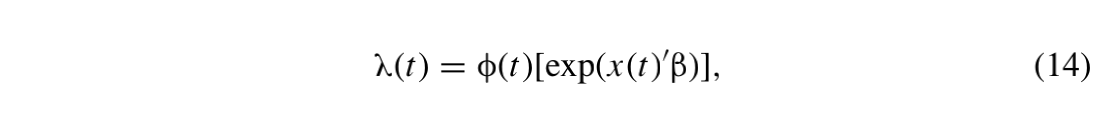 λ(t) = ϕ(t)[exp(x(t)′β)], (14)